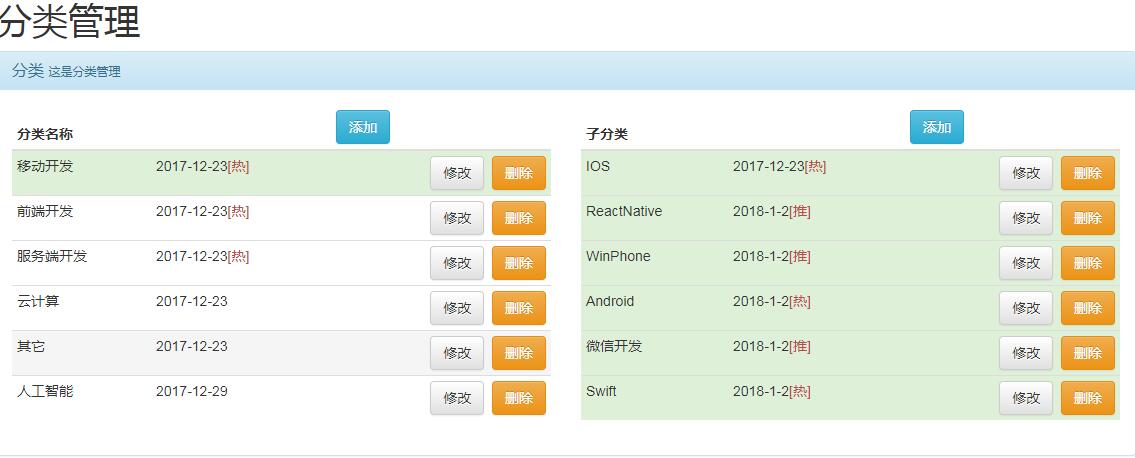 分类管理
分类 这是分类管理
分类名称 添加
移动开发 2017-12-23[热] 修改 删除
前端开发 2017-12-23[热] 修改 删除
服务端开发 2017-12-23[热] 修改 删除
云计算 2017-12-23 修改 删除
其它 2017-12-23 修改 删除
人工智能 2017-12-29 修改 删除
子分类 添加
IOS 2017-12-23[热] 修改 删除
ReactNative 2018-1-2[推] 修改 删除
WinPhone 2018-1-2[推] 修改 删除
Android 2018-1-2[热] 修改 删除
微信开发 2018-1-2[推] 修改 删除
Swift 2018-1-2[热] 修改 删除